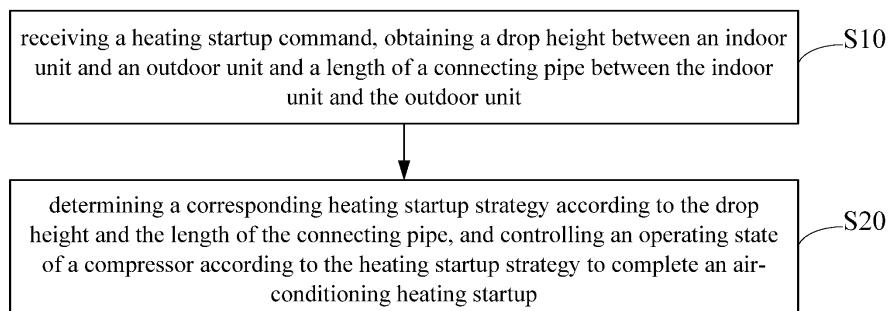 receiving a heating startup command, obtaining a drop height between an indoor
unit and an outdoor unit and a length of a connecting pipe between the indoor
unit and the outdoor unit
S10
determining a corresponding heating startup strategy according to the drop
height and the length of the connecting pipe, and controlling an operating state
of a compressor according to the heating startup strategy to complete an air-
conditioning heating startup
S20